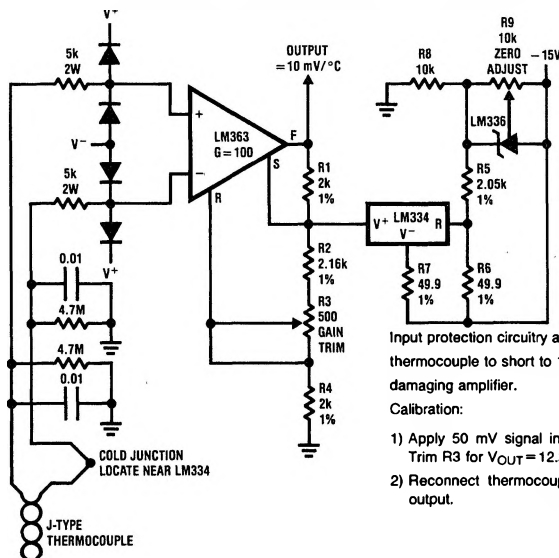 V+
5k
2W
V−
5k
2W
V+
0.01
4.7M
4.7M
0.01
COLD JUNCTION
LOCATE NEAR LM334
J-TYPE
THERMOCOUPLE
+
−
LM363
G=100
F
S
R
OUTPUT
=10 mV/°C
R1
2k
1%
R2
2.16k
1%
R3
500
GAIN
TRIM
R4
2k
1%
V+ LM334 R
V−
R7
49.9
1%
R8
10k
R9
10k
ZERO
ADJUST
−15V
LM336
R5
2.05k
1%
R6
49.9
1%
Input protection circuitry a
thermocouple to short to
damaging amplifier.
Calibration:
1) Apply 50 mV signal in
Trim R3 for VOUT=12.
2) Reconnect thermocoup
output.